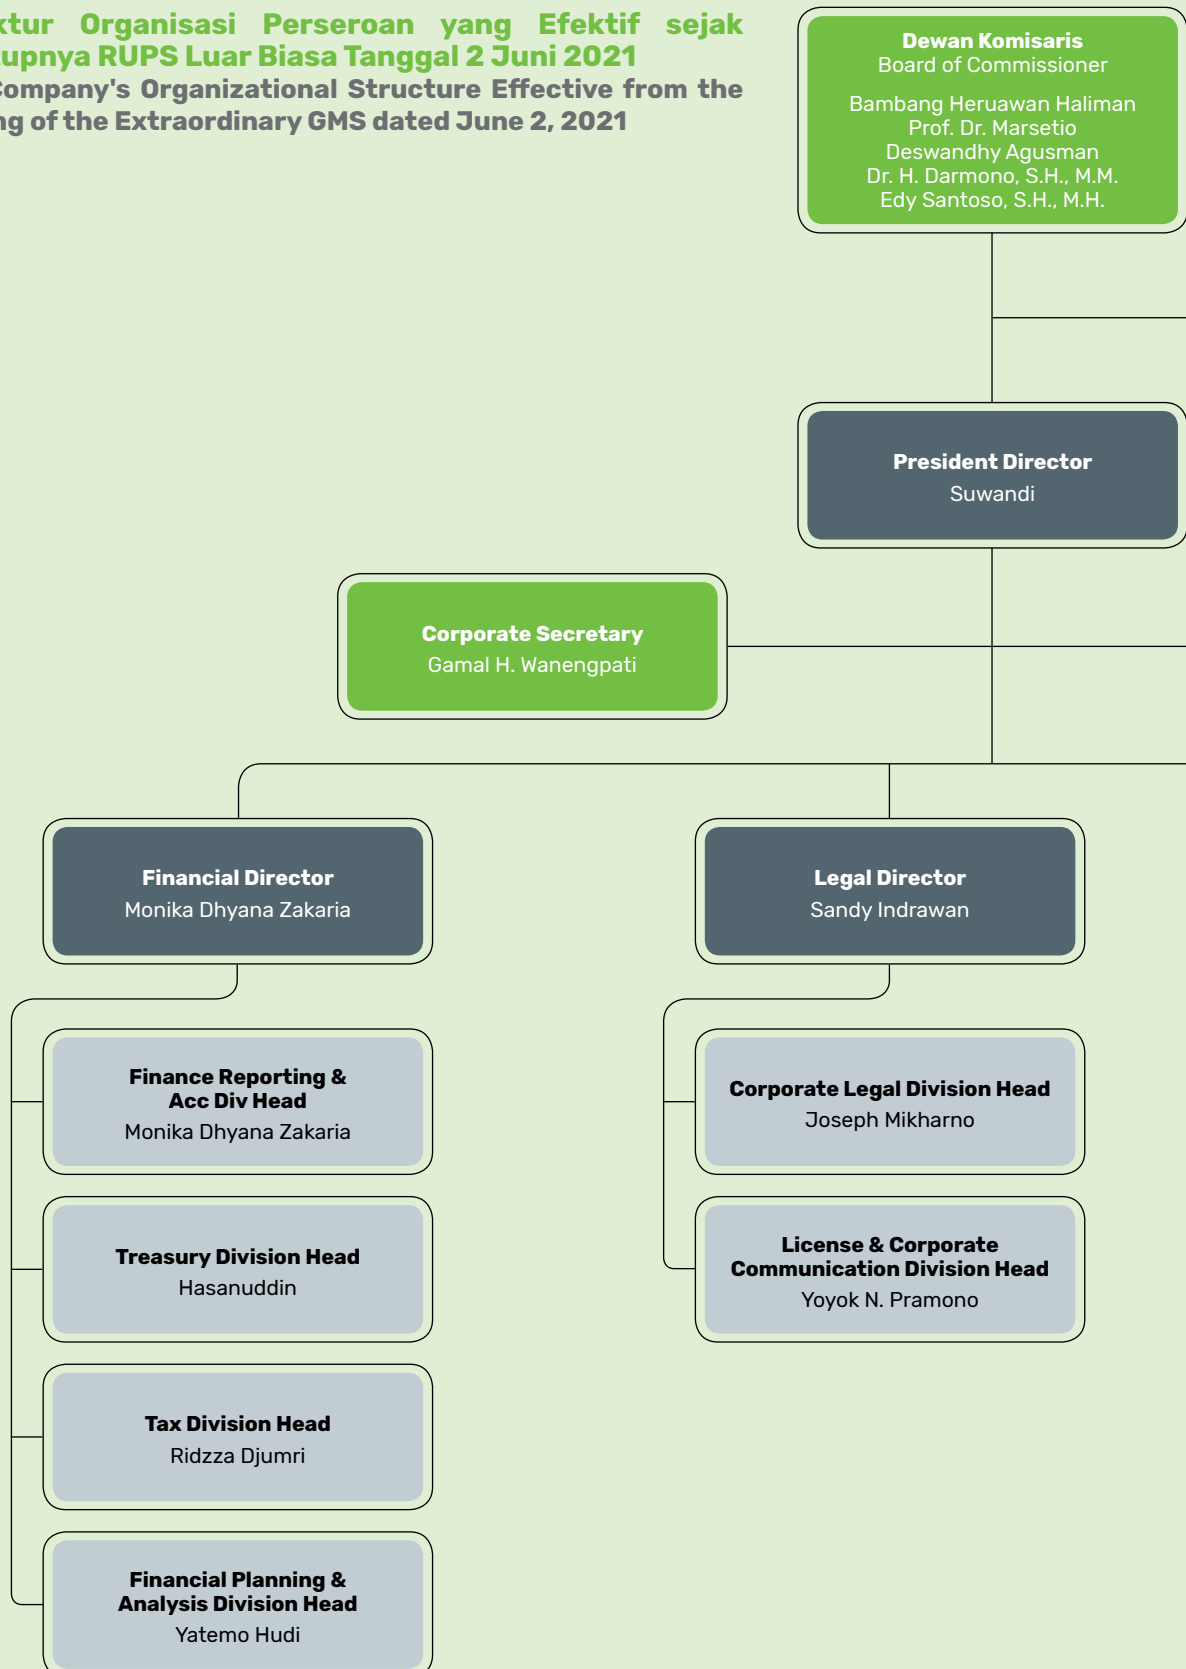 ktur Organisasi Perseroan yang Efektif sejak
upnya RUPS Luar Biasa Tanggal 2 Juni 2021
Company's Organizational Structure Effective from the
ng of the Extraordinary GMS dated June 2, 2021
Dewan Komisaris
Board of Commissioner
Bambang Heruawan Haliman
Prof. Dr. Marsetio
Deswandhy Agusman
Dr. H. Darmono, S.H., M.M.
Edy Santoso, S.H., M.H.
President Director
Suwandi
Corporate Secretary
Gamal H. Wanengpati
Financial Director
Monika Dhyana Zakaria
Finance Reporting &
Acc Div Head
Monika Dhyana Zakaria
Treasury Division Head
Hasanuddin
Tax Division Head
Ridzza Djumri
Financial Planning &
Analysis Division Head
Yatemo Hudi
Legal Director
Sandy Indrawan
Corporate Legal Division Head
Joseph Mikharno
License & Corporate
Communication Division Head
Yoyok N. Pramono